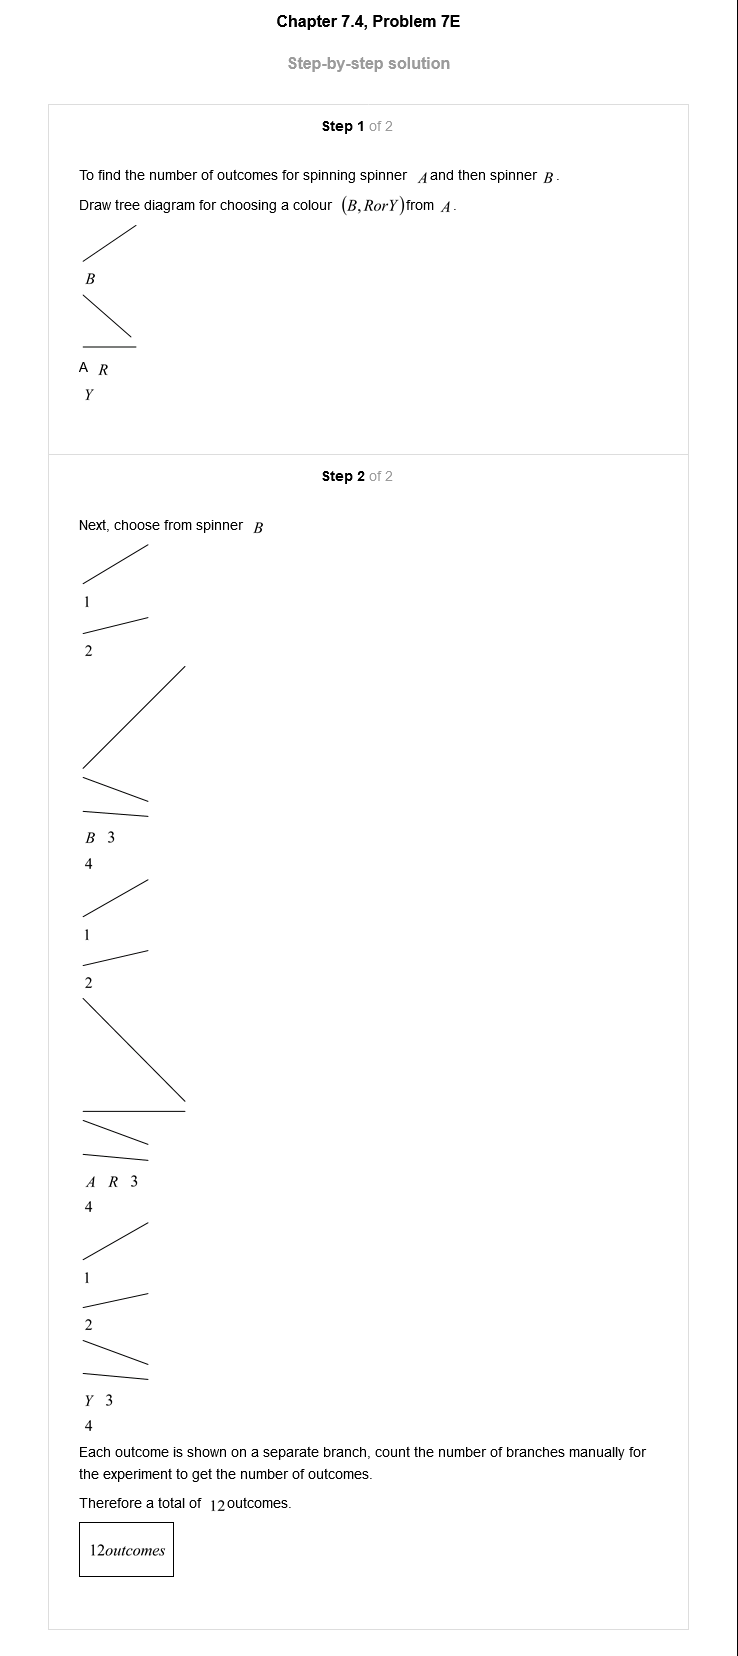 Chapter 7.4, Problem 7E
Step-by-step solution
Step 1 of 2
To find the number of outcomes for spinning spinner A and then spinner B.
Draw tree diagram for choosing a colour (B, RorY) from A.
B
A R
Y
Step 2 of 2
Next, choose from spinner B
1
2
B 3
4
1
2
A R 3
4
1
2
Y 3
4
Each outcome is shown on a separate branch, count the number of branches manually for
the experiment to get the number of outcomes.
Therefore a total of 12 outcomes.
12outcomes